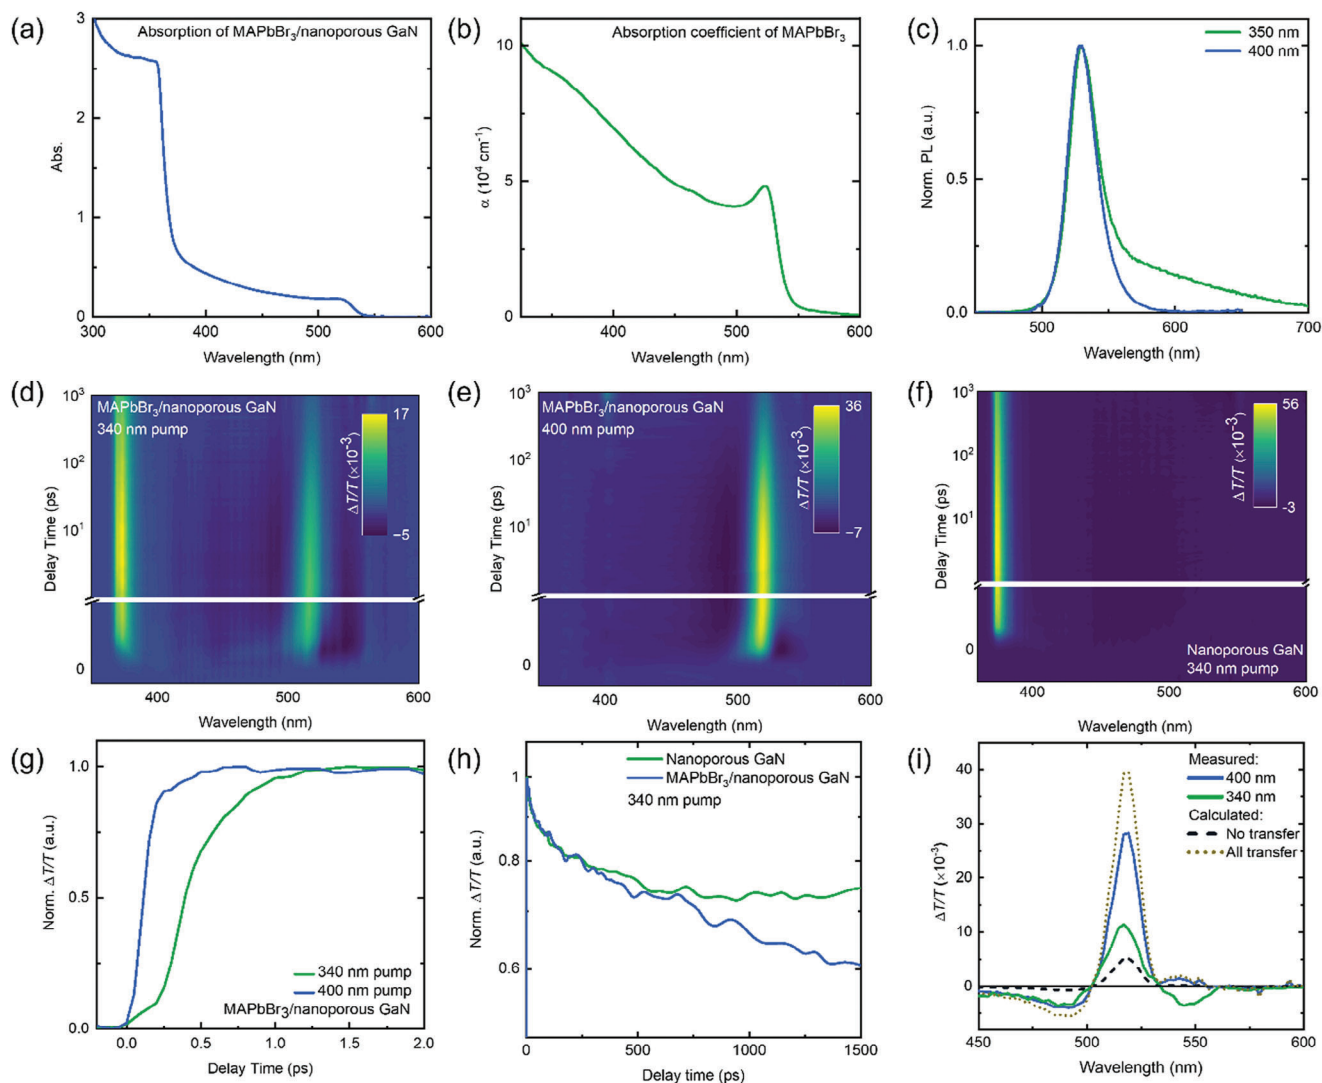 (a)
Absorption of MAPbBr3/nanoporous GaN
3
2
1
0
Abs.
300
400
500
600
Wavelength (nm)
(b)
Absorption coefficient of MAPbBr3
10
5
0
α (10⁴ cm⁻¹)
400
500
600
Wavelength (nm)
(c)
350 nm
400 nm
1.0
0.5
0.0
Norm. PL (a.u.)
500
600
700
Wavelength (nm)
(d)
MAPbBr3/nanoporous GaN
340 nm pump
17
−5
ΔT/T (×10⁻³)
10³
10²
10¹
0
Delay Time (ps)
400
500
600
Wavelength (nm)
(e)
MAPbBr3/nanoporous GaN
400 nm pump
36
−7
ΔT/T (×10⁻³)
10³
10²
10¹
0
Delay Time (ps)
400
500
600
Wavelength (nm)
(f)
56
-3
ΔT/T (×10⁻³)
10³
10²
10¹
0
Delay Time (ps)
Nanoporous GaN
340 nm pump
400
500
600
Wavelength (nm)
(g)
1.0
0.5
0.0
Norm. ΔT/T (a.u.)
340 nm pump
400 nm pump
MAPbBr3/nanoporous GaN
0.0
0.5
1.0
1.5
2.0
Delay Time (ps)
(h)
Nanoporous GaN
MAPbBr3/nanoporous GaN
340 nm pump
1.0
0.8
0.6
Norm. ΔT/T (a.u.)
0
500
1000
1500
Delay time (ps)
(i)
Measured:
400 nm
340 nm
Calculated:
No transfer
All transfer
40
30
20
10
0
ΔT/T (×10⁻³)
450
500
550
600
Wavelength (nm)